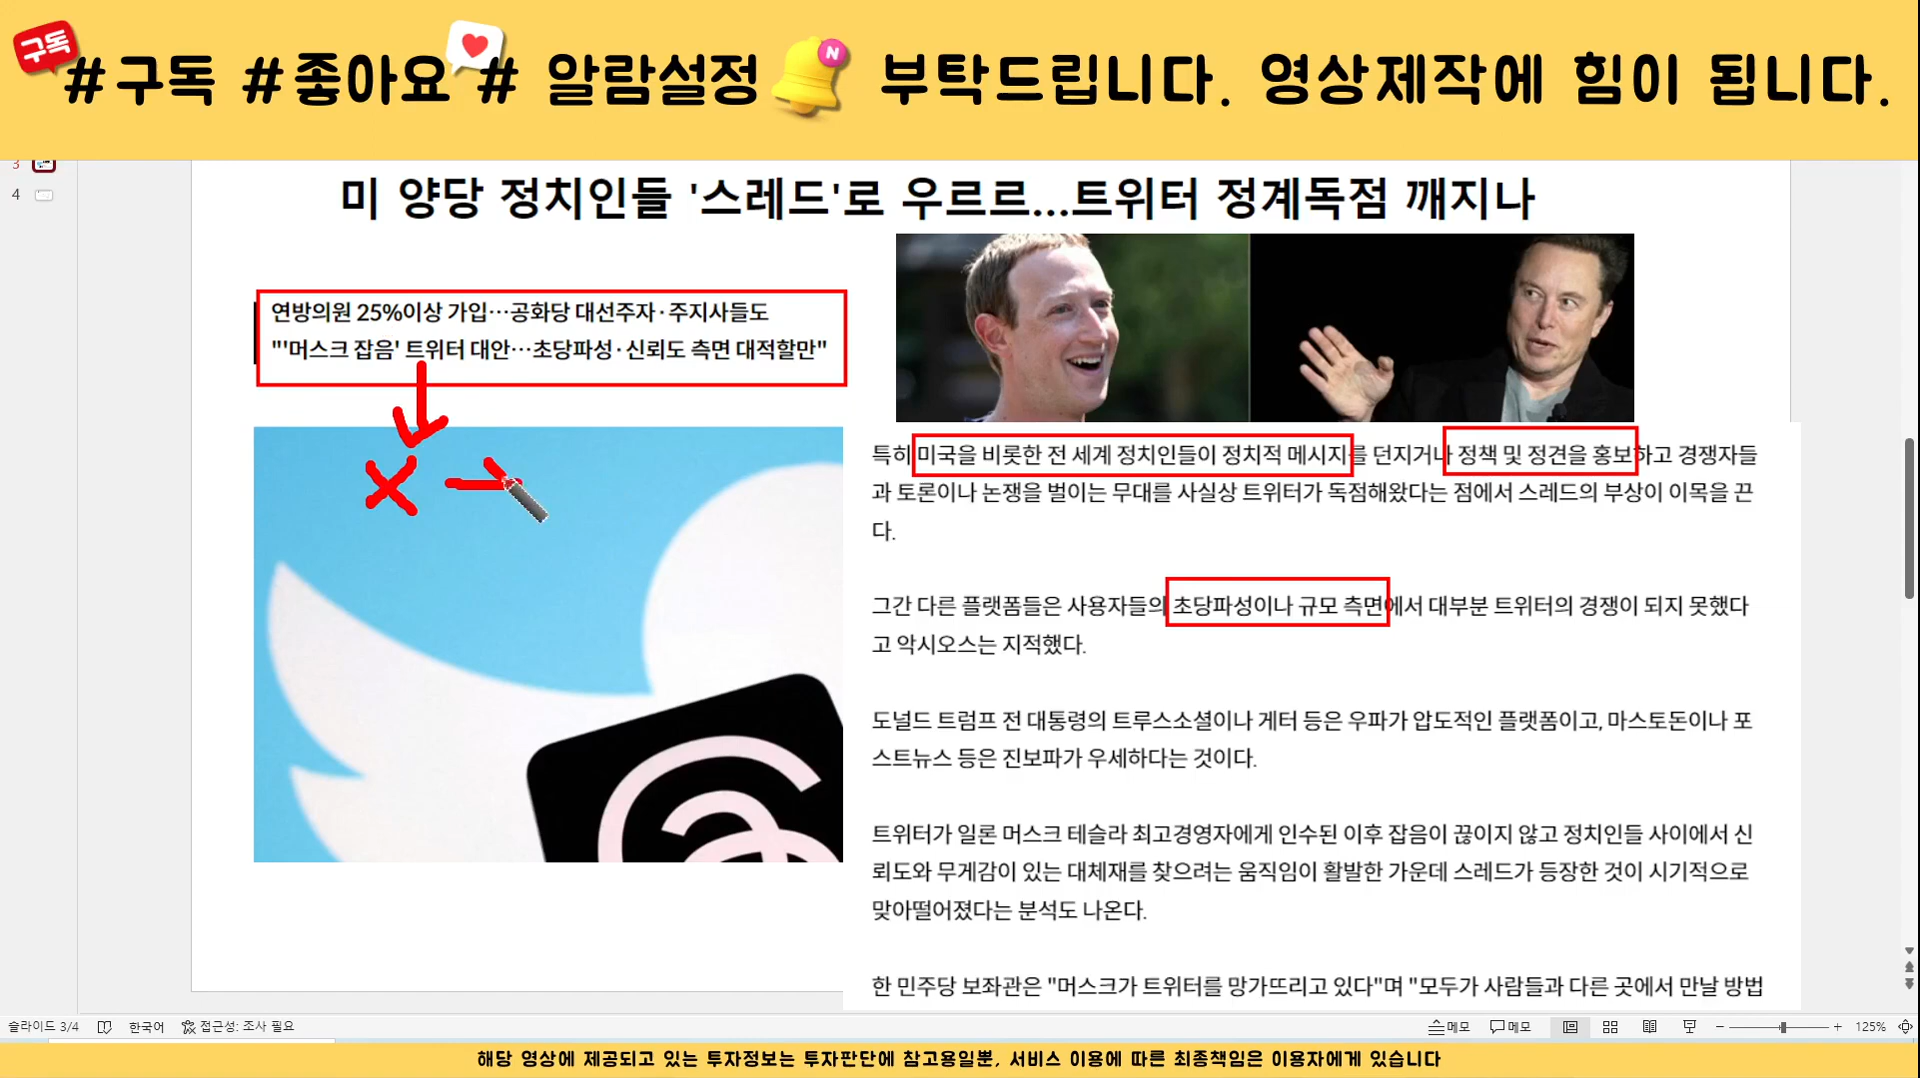 구독
#구독 #좋아요 # 알람설정 N 부탁드립니다. 영상제작에 힘이 됩니다.
3
4
미 양당 정치인들 '스레드'로 우르르...트위터 정계독점 깨지나
연방의원 25%이상 가입…공화당 대선주자·주지사들도
"'머스크 잡음' 트위터 대안…초당파성·신뢰도 측면 대적할만"
X
특히 미국을 비롯한 전 세계 정치인들이 정치적 메시지를 던지거나 정책 및 정견을 홍보하고 경쟁자들
과 토론이나 논쟁을 벌이는 무대를 사실상 트위터가 독점해왔다는 점에서 스레드의 부상이 이목을 끈
다.
그간 다른 플랫폼들은 사용자들의 초당파성이나 규모 측면에서 대부분 트위터의 경쟁이 되지 못했다
고 악시오스는 지적했다.
도널드 트럼프 전 대통령의 트루스소셜이나 게터 등은 우파가 압도적인 플랫폼이고, 마스토돈이나 포
스트뉴스 등은 진보파가 우세하다는 것이다.
트위터가 일론 머스크 테슬라 최고경영자에게 인수된 이후 잡음이 끊이지 않고 정치인들 사이에서 신
뢰도와 무게감이 있는 대체재를 찾으려는 움직임이 활발한 가운데 스레드가 등장한 것이 시기적으로
맞아떨어졌다는 분석도 나온다.
한 민주당 보좌관은 "머스크가 트위터를 망가뜨리고 있다"며 "모두가 사람들과 다른 곳에서 만날 방법
슬라이드 3/4 한국어 접근성: 조사 필요 메모 메모 125%
해당 영상에 제공되고 있는 투자정보는 투자판단에 참고용일뿐, 서비스 이용에 따른 최종책임은 이용자에게 있습니다